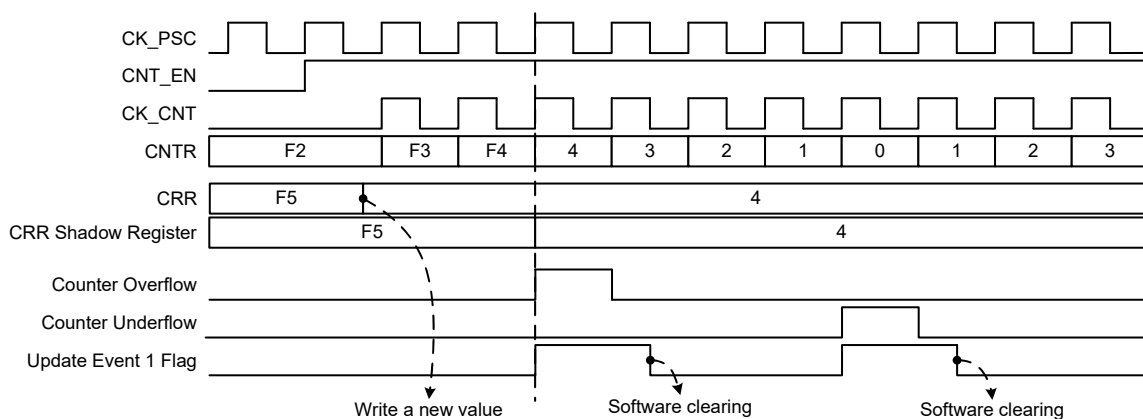 CK_PSC
CNT_EN
CK_CNT
CNTR F2 F3 F4 4 3 2 1 0 1 2 3
CRR F5 4
CRR Shadow Register F5 4
Counter Overflow
Counter Underflow
Update Event 1 Flag
Write a new value Software clearing Software clearing